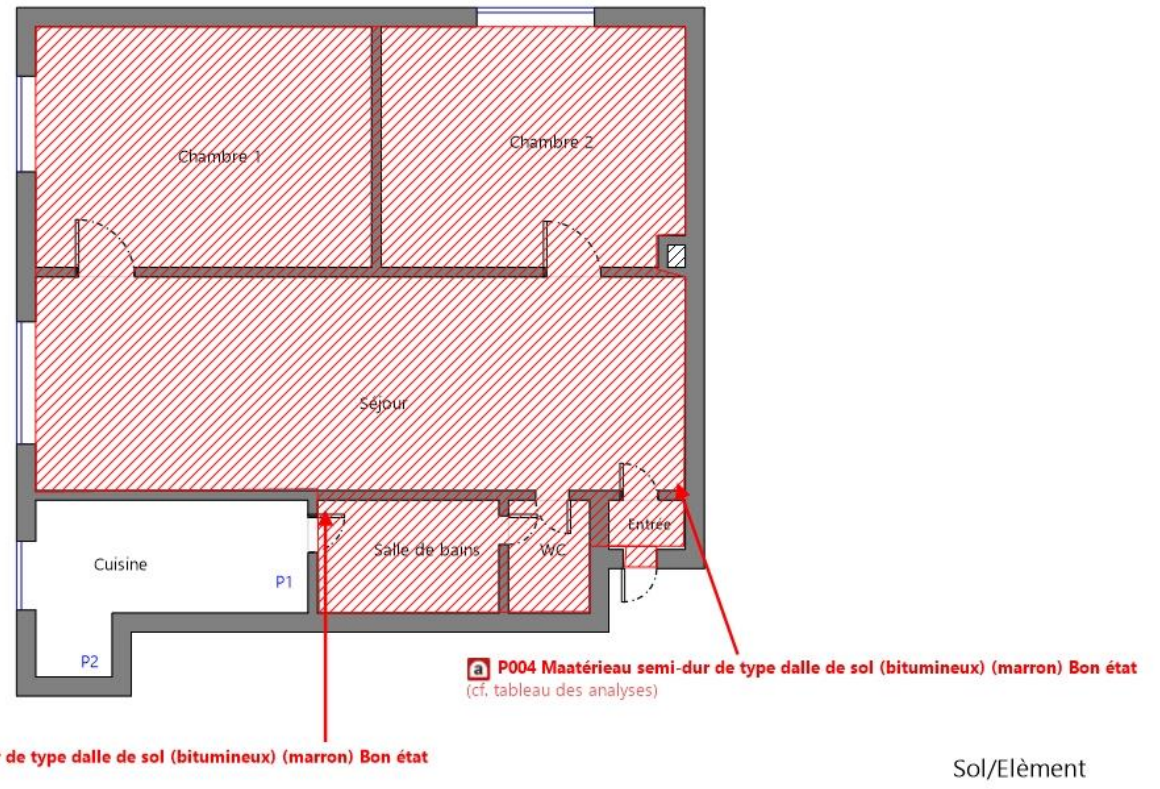 Chambre 1
Chambre 2
Séjour
Cuisine
P1
P2
Salle de bains
WC
Entrée
a P004 Maatérieau semi-dur de type dalle de sol (bitumineux) (marron) Bon état
(cf. tableau des analyses)
de type dalle de sol (bitumineux) (marron) Bon état
Sol/Elèment